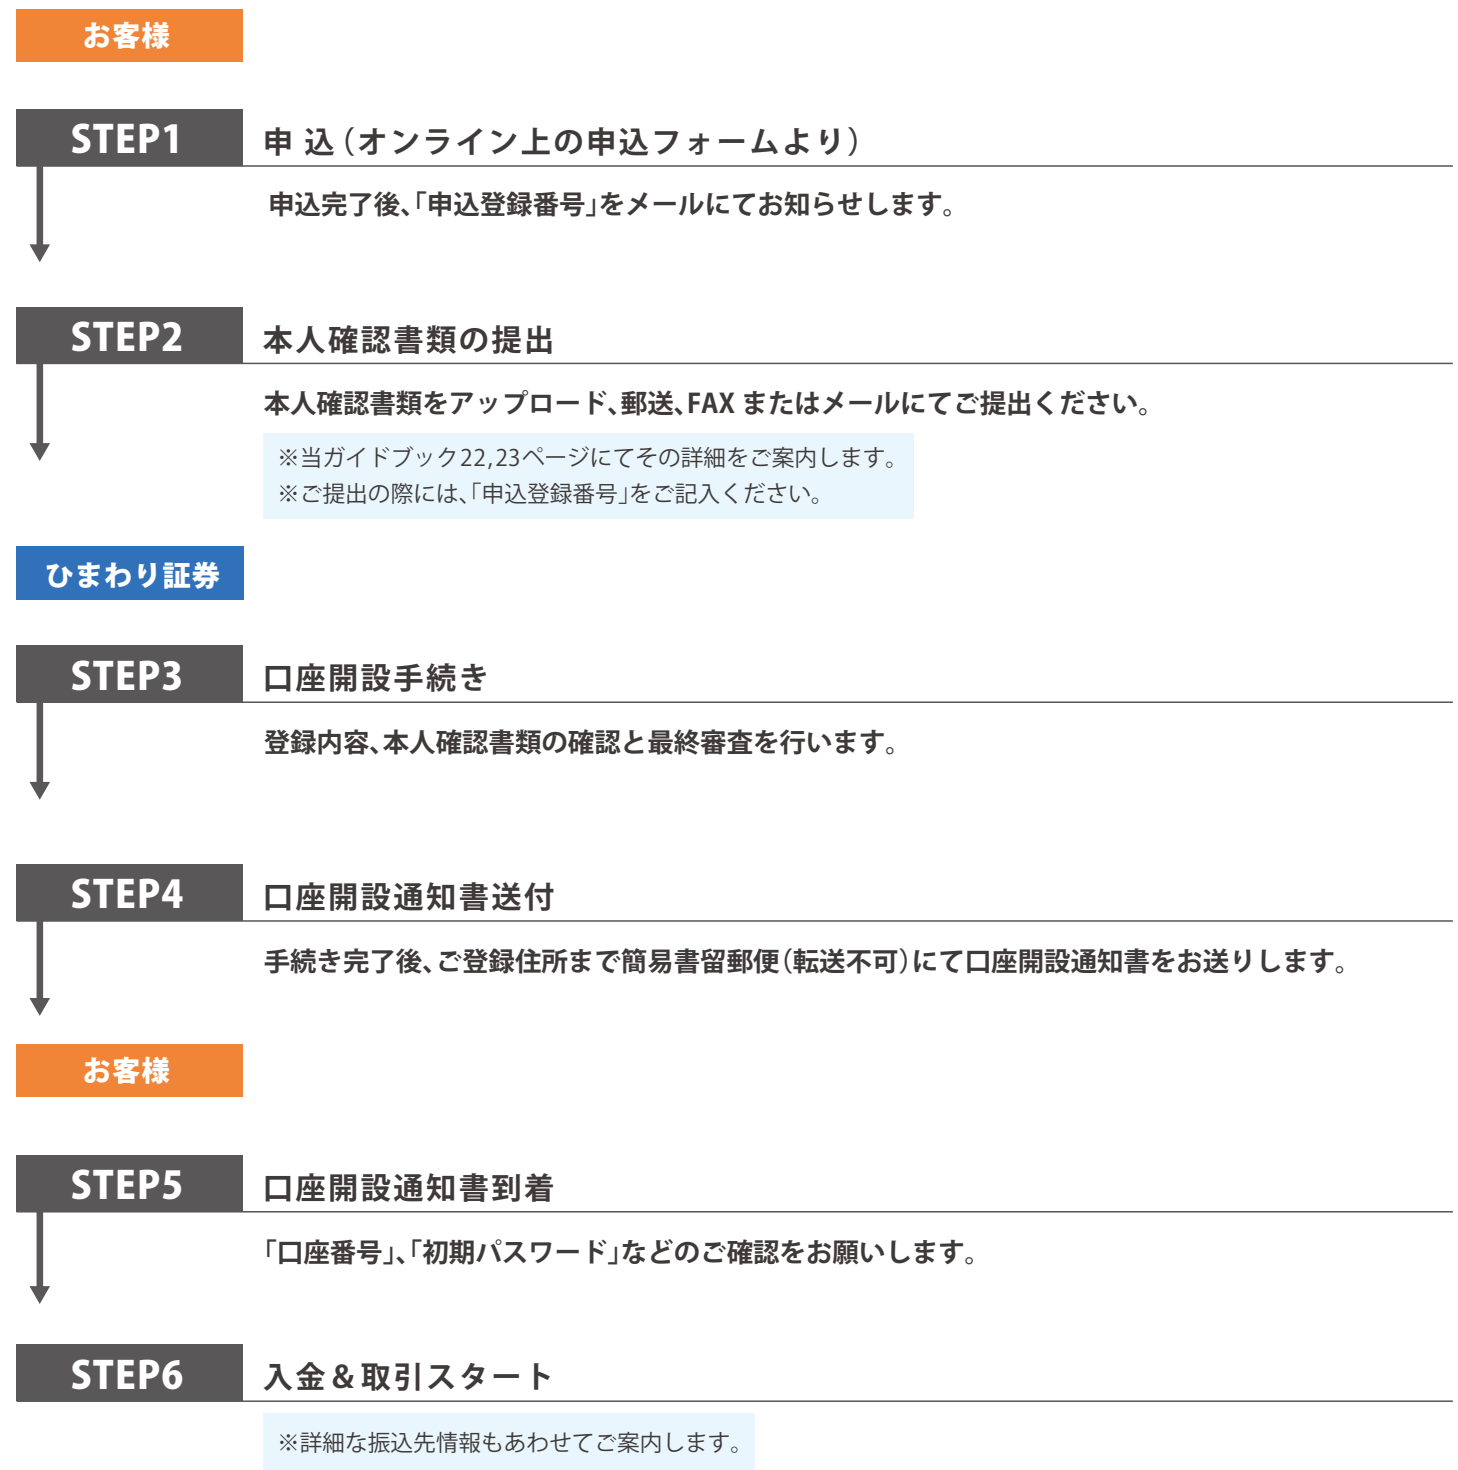 お客様
STEP1
申 込（オンライン上の申込フォームより）
申込完了後、「申込登録番号」をメールにてお知らせします。
STEP2
本人確認書類の提出
本人確認書類をアップロード、郵送、FAX またはメールにてご提出ください。
※当ガイドブック22,23ページにてその詳細をご案内します。
※ご提出の際には、「申込登録番号」をご記入ください。
ひまわり証券
STEP3
口座開設手続き
登録内容、本人確認書類の確認と最終審査を行います。
STEP4
口座開設通知書送付
手続き完了後、ご登録住所まで簡易書留郵便（転送不可）にて口座開設通知書をお送りします。
お客様
STEP5
口座開設通知書到着
「口座番号」、「初期パスワード」などのご確認をお願いします。
STEP6
入金＆取引スタート
※詳細な振込先情報もあわせてご案内します。